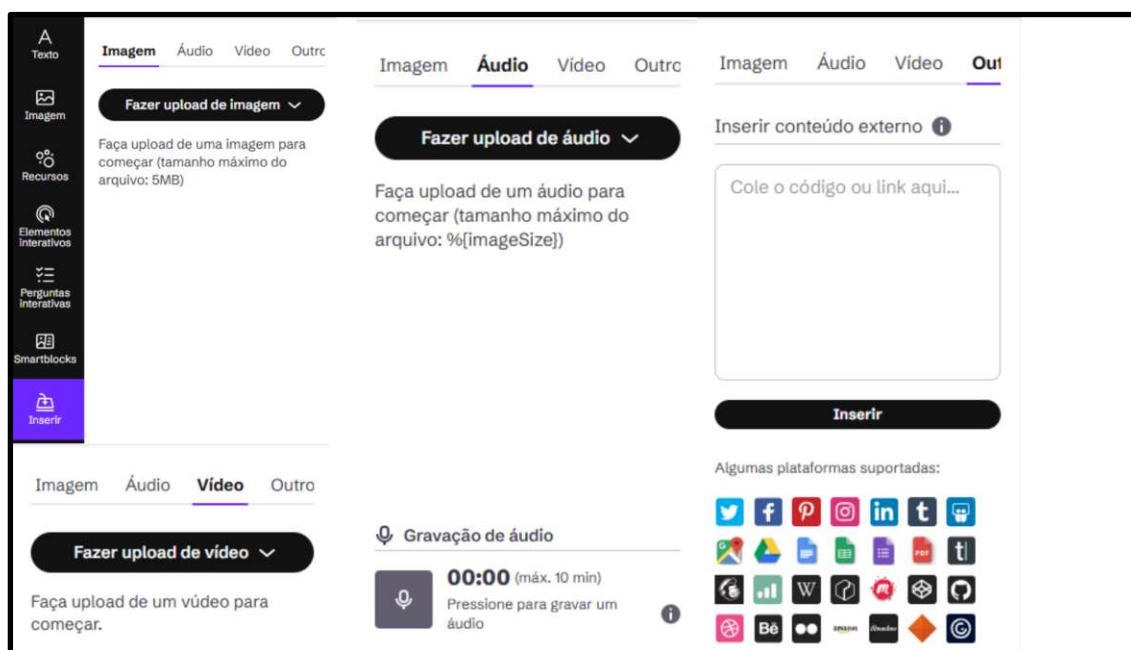 Texto
Imagem
Recursos
Elementos
Interativos
Perguntas
Interativas
Smartblocks
Inserir
Imagem Áudio Vídeo Outro
Fazer upload de imagem
Faça upload de uma imagem para
começar (tamanho máximo do
arquivo: 5MB)
Imagem Áudio Vídeo Outro
Fazer upload de vídeo
Faça upload de um vúdeo para
começar.
Imagem Áudio Vídeo Outro
Fazer upload de áudio
Faça upload de um áudio para
começar (tamanho máximo do
arquivo: %{imageSize})
Gravação de áudio
00:00 (máx. 10 min)
Pressione para gravar um
áudio
Imagem Áudio Vídeo Out
Inserir conteúdo externo
Cole o código ou link aqui...
Inserir
Algumas plataformas suportadas:
in t
PDF t
W
Bē amazon